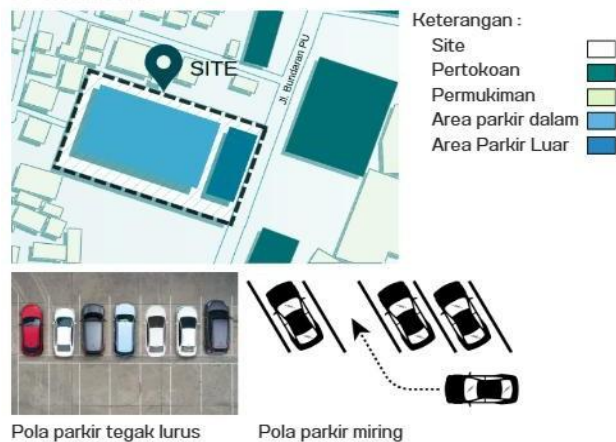 SITE
Jl. Bundaran PU
Keterangan :
Site
Pertokoan
Permukiman
Area parkir dalam
Area Parkir Luar
Pola parkir tegak lurus
Pola parkir miring